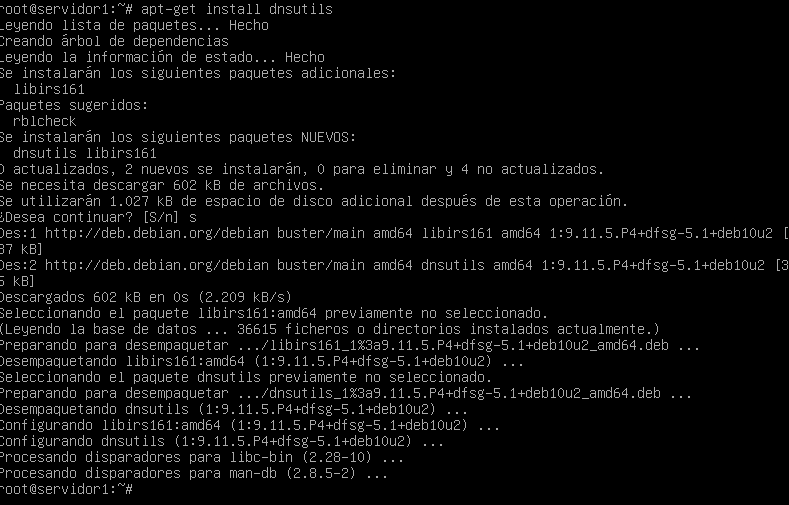 root@servidor1:~# apt-get install dnsutils
Leyendo lista de paquetes... Hecho
Creando árbol de dependencias
Leyendo la información de estado... Hecho
Se instalarán los siguientes paquetes adicionales:
  libirs161
Paquetes sugeridos:
  rblcheck
Se instalarán los siguientes paquetes NUEVOS:
  dnsutils libirs161
0 actualizados, 2 nuevos se instalarán, 0 para eliminar y 4 no actualizados.
Se necesita descargar 602 kB de archivos.
Se utilizarán 1.027 kB de espacio de disco adicional después de esta operación.
¿Desea continuar? [S/n] s
Des:1 http://deb.debian.org/debian buster/main amd64 libirs161 amd64 1:9.11.5.P4+dfsg-5.1+deb10u2 [
37 kB]
Des:2 http://deb.debian.org/debian buster/main amd64 dnsutils amd64 1:9.11.5.P4+dfsg-5.1+deb10u2 [3
5 kB]
Descargados 602 kB en 0s (2.209 kB/s)
Seleccionando el paquete libirs161:amd64 previamente no seleccionado.
(Leyendo la base de datos ... 36615 ficheros o directorios instalados actualmente.)
Preparando para desempaquetar .../libirs161_1%3a9.11.5.P4+dfsg-5.1+deb10u2_amd64.deb ...
Desempaquetando libirs161:amd64 (1:9.11.5.P4+dfsg-5.1+deb10u2) ...
Seleccionando el paquete dnsutils previamente no seleccionado.
Preparando para desempaquetar .../dnsutils_1%3a9.11.5.P4+dfsg-5.1+deb10u2_amd64.deb ...
Desempaquetando dnsutils (1:9.11.5.P4+dfsg-5.1+deb10u2) ...
Configurando libirs161:amd64 (1:9.11.5.P4+dfsg-5.1+deb10u2) ...
Configurando dnsutils (1:9.11.5.P4+dfsg-5.1+deb10u2) ...
Procesando disparadores para libc-bin (2.28-10) ...
Procesando disparadores para man-db (2.8.5-2) ...
root@servidor1:~#